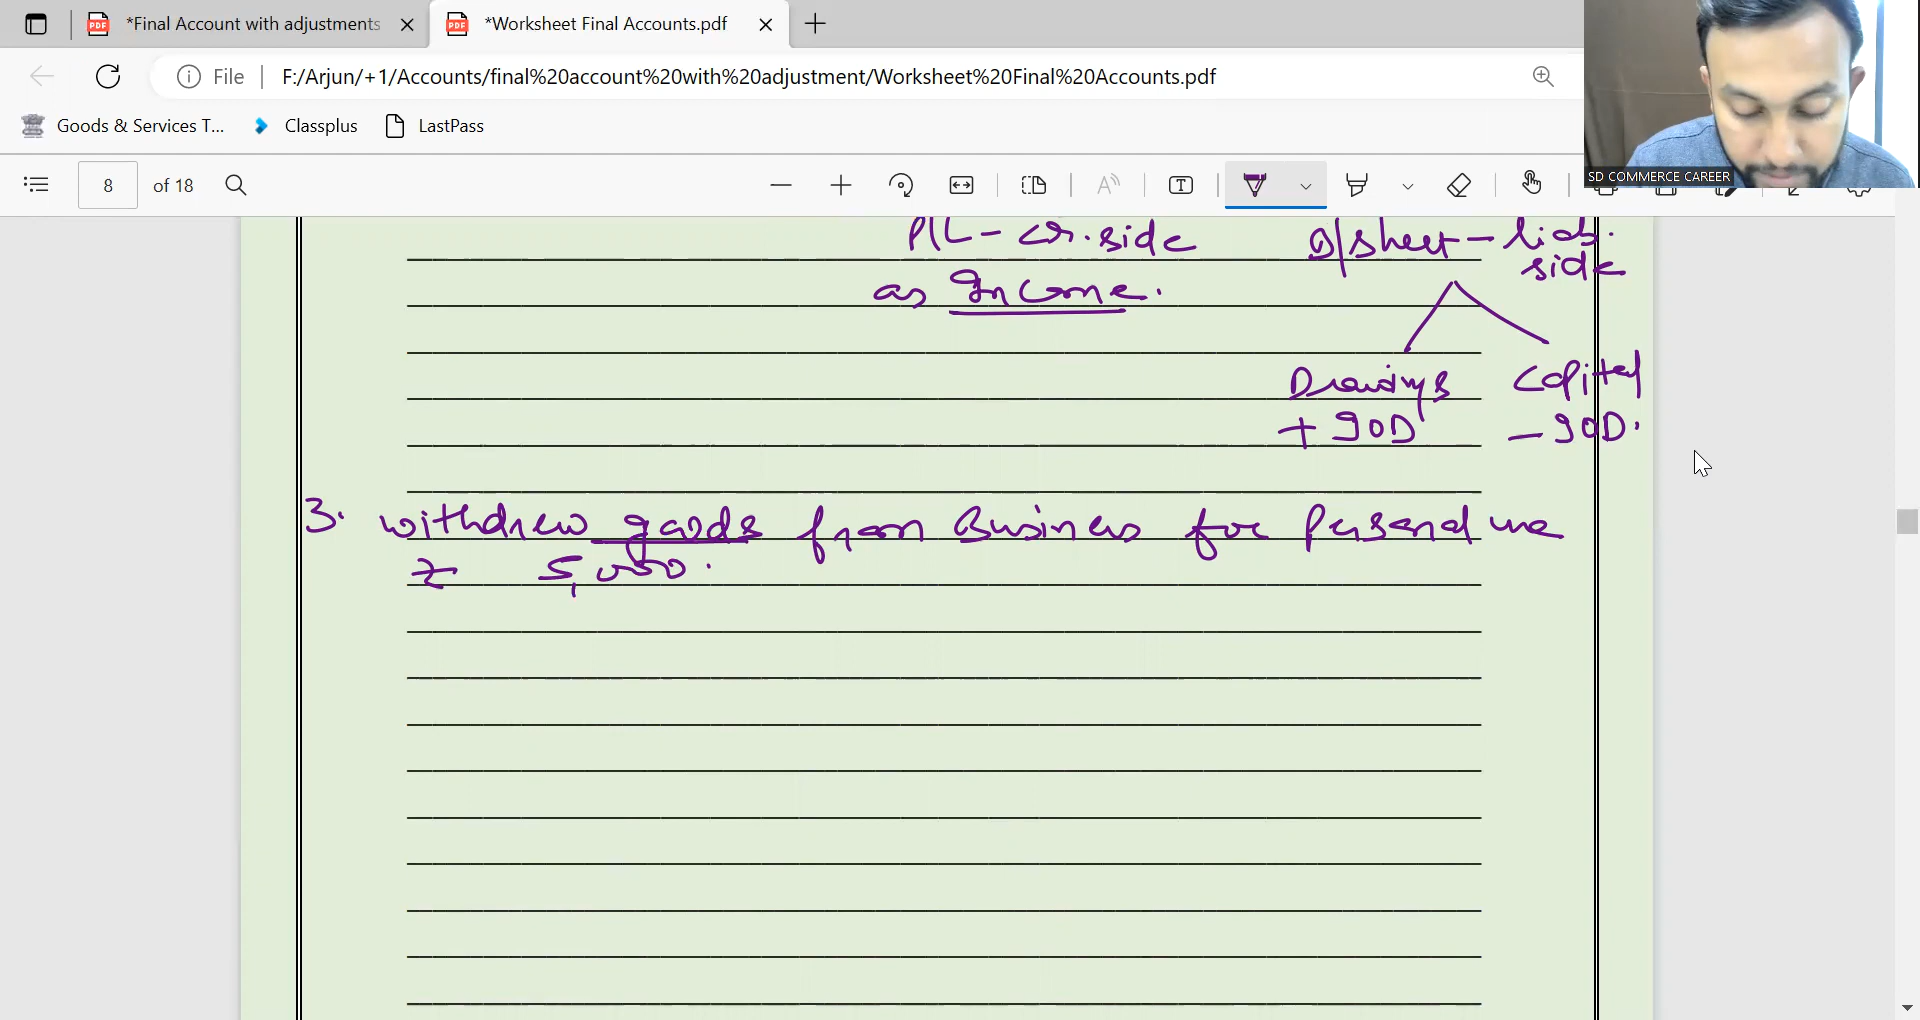 *Final Account with adjustments
*Worksheet Final Accounts.pdf
File
F:/Arjun/+1/Accounts/final%20account%20with%20adjustment/Worksheet%20Final%20Accounts.pdf
Goods & Services T...
Classplus
LastPass
8 of 18
SD COMMERCE CAREER
P/L - Cr. side
B/sheet - liab. side
as Income.
Drawings + IOD
Capital - IOD.
3. withdrew goods from Business for Personal use
₹ 5,000.